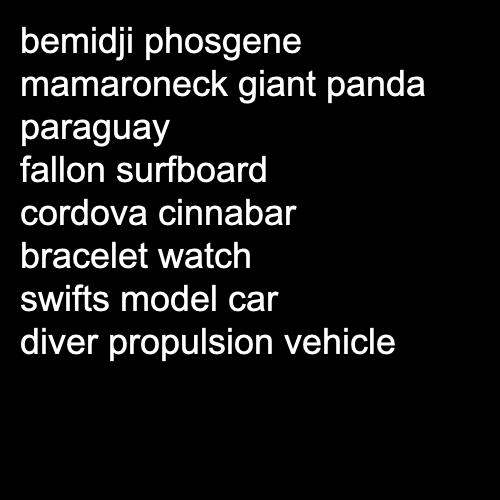 bemidji phosgene
mamaroneck giant panda
paraguay
fallon surfboard
cordova cinnabar
bracelet watch
swifts model car
diver propulsion vehicle